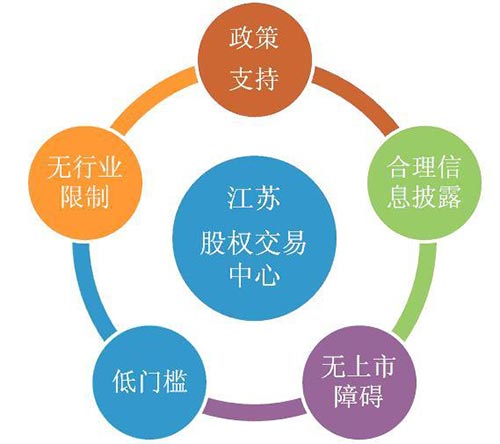 政策
支持
合理信
息披露
无上市
障碍
低门槛
无行业
限制
江苏
股权交易
中心